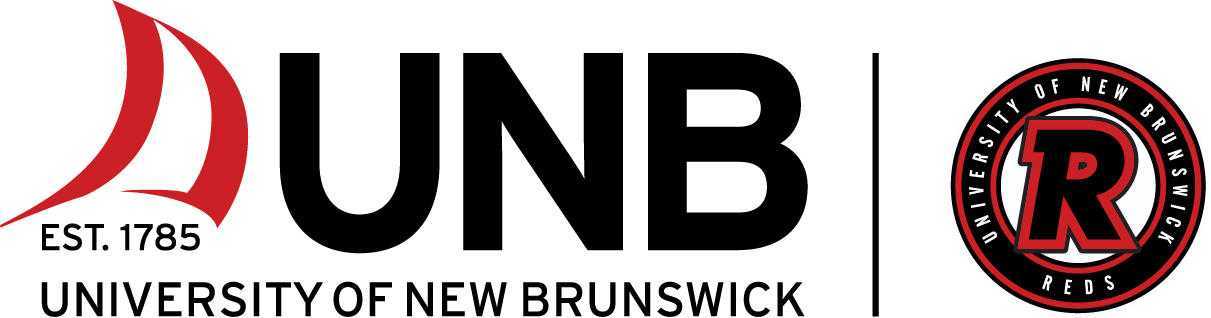 UNB
EST. 1785
UNIVERSITY OF NEW BRUNSWICK
UNIVERSITY OF NEW BRUNSWICK
R
REDS